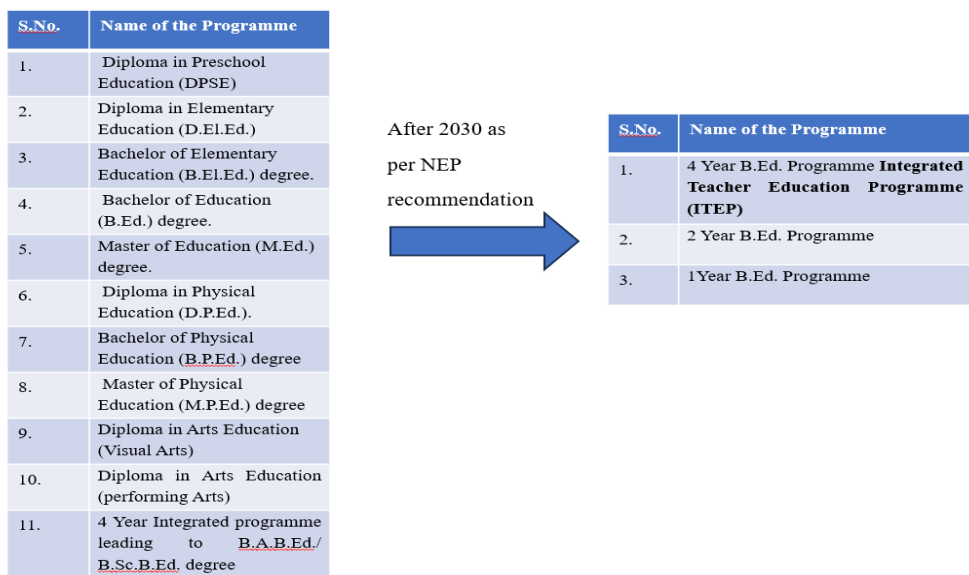 S.No. Name of the Programme
1. Diploma in Preschool
Education (DPSE)
2. Diploma in Elementary
Education (D.El.Ed.)
3. Bachelor of Elementary
Education (B.El.Ed.) degree.
4. Bachelor of Education
(B.Ed.) degree.
5. Master of Education (M.Ed.)
degree.
6. Diploma in Physical
Education (D.P.Ed.).
7. Bachelor of Physical
Education (B.P.Ed.) degree
8. Master of Physical
Education (M.P.Ed.) degree
9. Diploma in Arts Education
(Visual Arts)
10. Diploma in Arts Education
(performing Arts)
11. 4 Year Integrated programme
leading to B.A.B.Ed./
B.Sc.B.Ed. degree
After 2030 as
per NEP
recommendation
S.No. Name of the Programme
1. 4 Year B.Ed. Programme Integrated
Teacher Education Programme
(ITEP)
2. 2 Year B.Ed. Programme
3. 1Year B.Ed. Programme